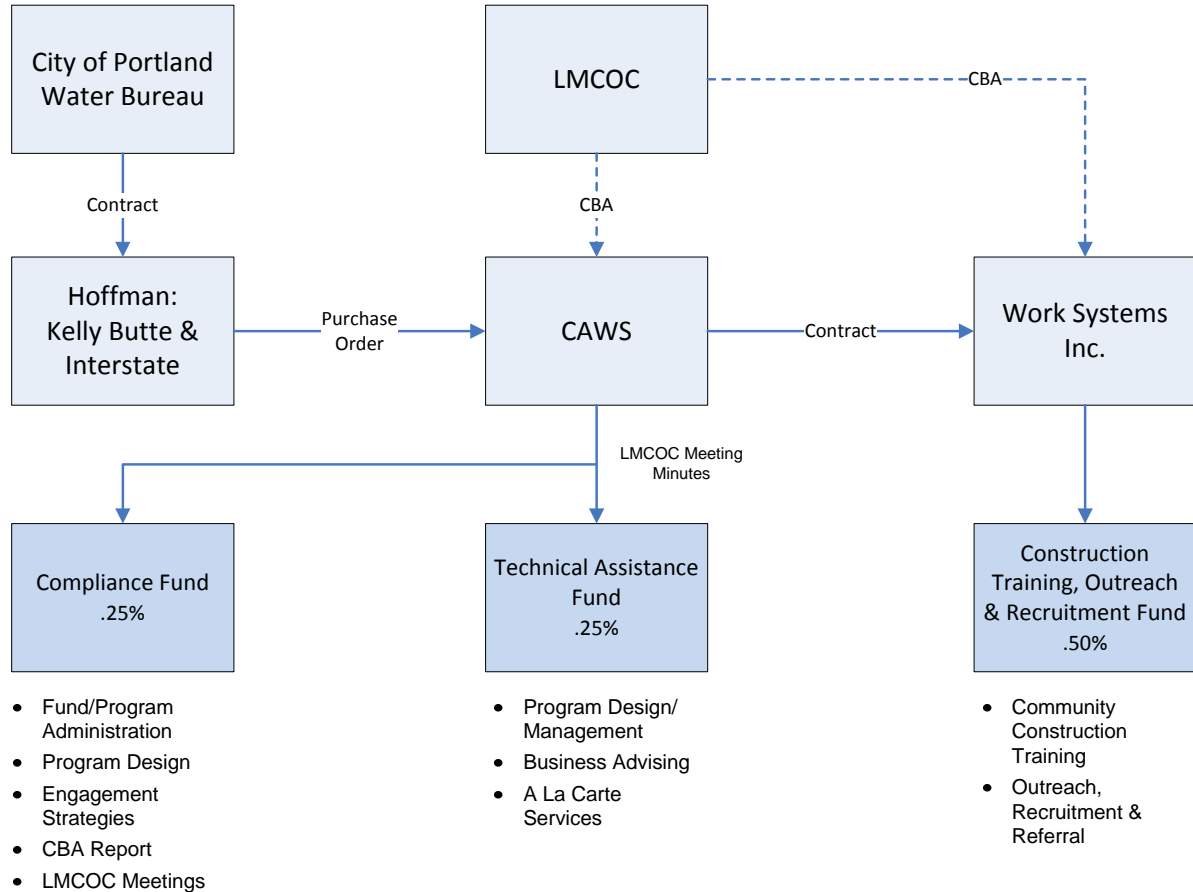 City of Portland
Water Bureau
LMCOC
CBA
Contract
CBA
Hoffman:
Kelly Butte &
Interstate
Purchase
Order
CAWS
Contract
Work Systems
Inc.
LMCOC Meeting
Minutes
Compliance Fund
.25%
Technical Assistance
Fund
.25%
Construction
Training, Outreach
& Recruitment Fund
.50%
• Fund/Program
Administration
• Program Design
• Engagement
Strategies
• CBA Report
• LMCOC Meetings
• Program Design/
Management
• Business Advising
• A La Carte
Services
• Community
Construction
Training
• Outreach,
Recruitment &
Referral